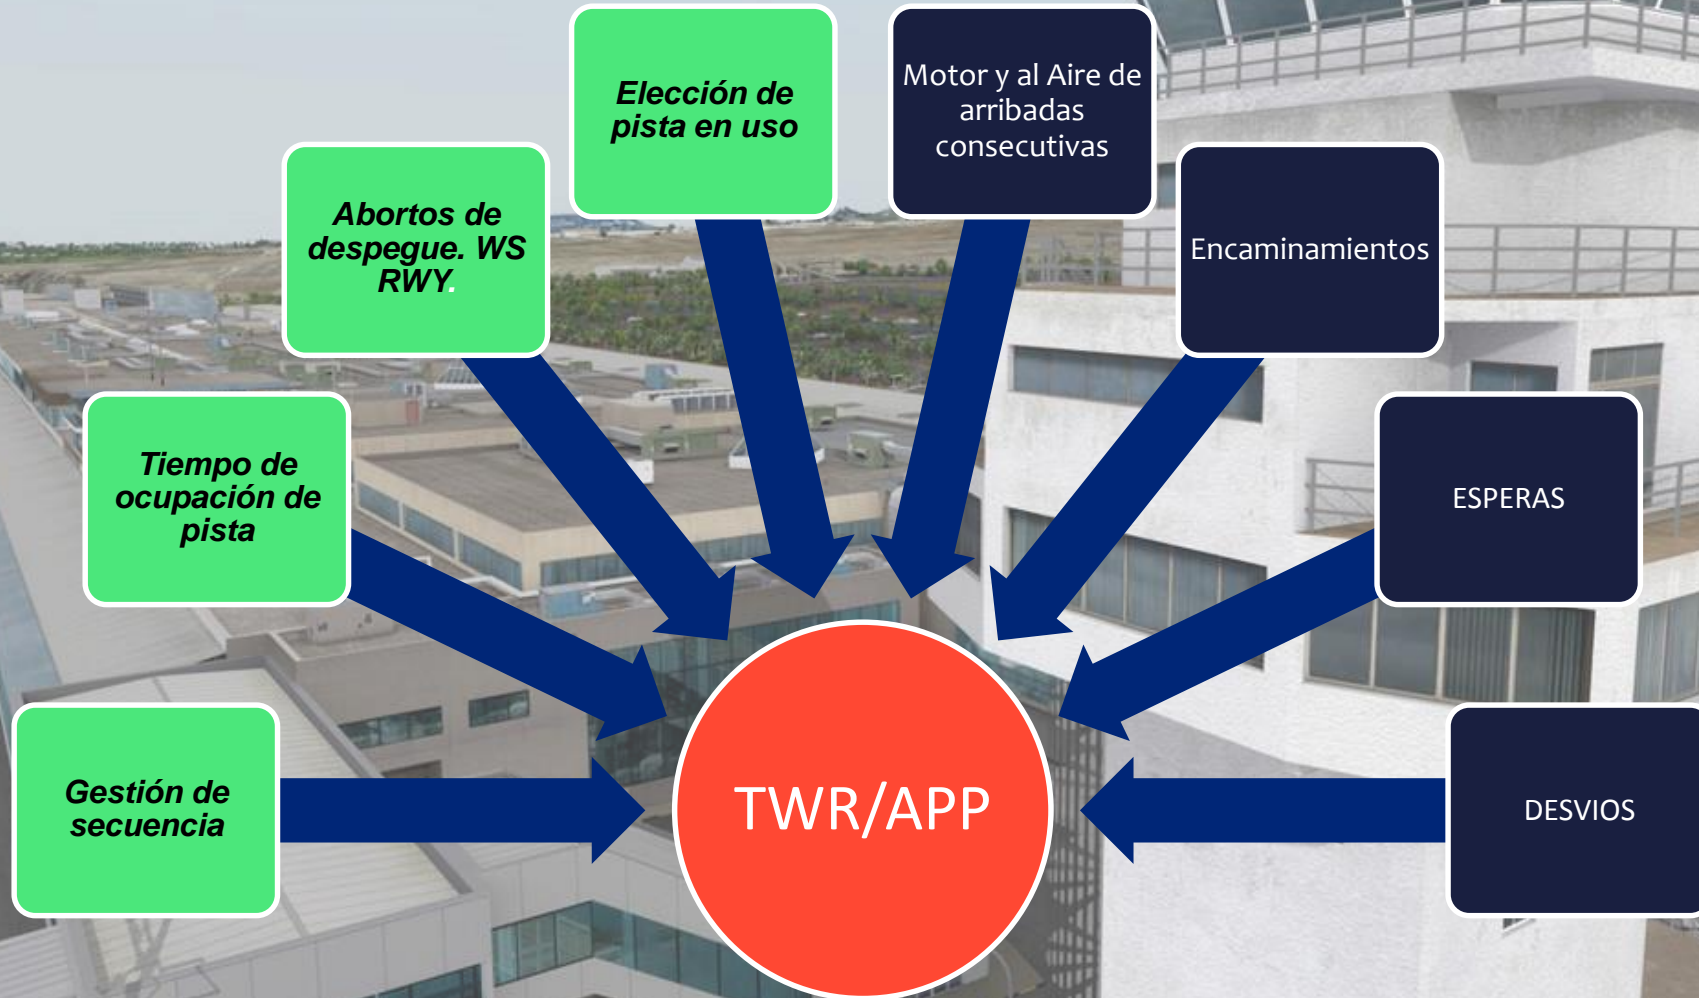 Elección de
pista en uso
Motor y al Aire de
arribadas
consecutivas
Abortos de
despegue. WS
RWY.
Encaminamientos
Tiempo de
ocupación de
pista
ESPERAS
Gestión de
secuencia
TWR/APP
DESVIOS